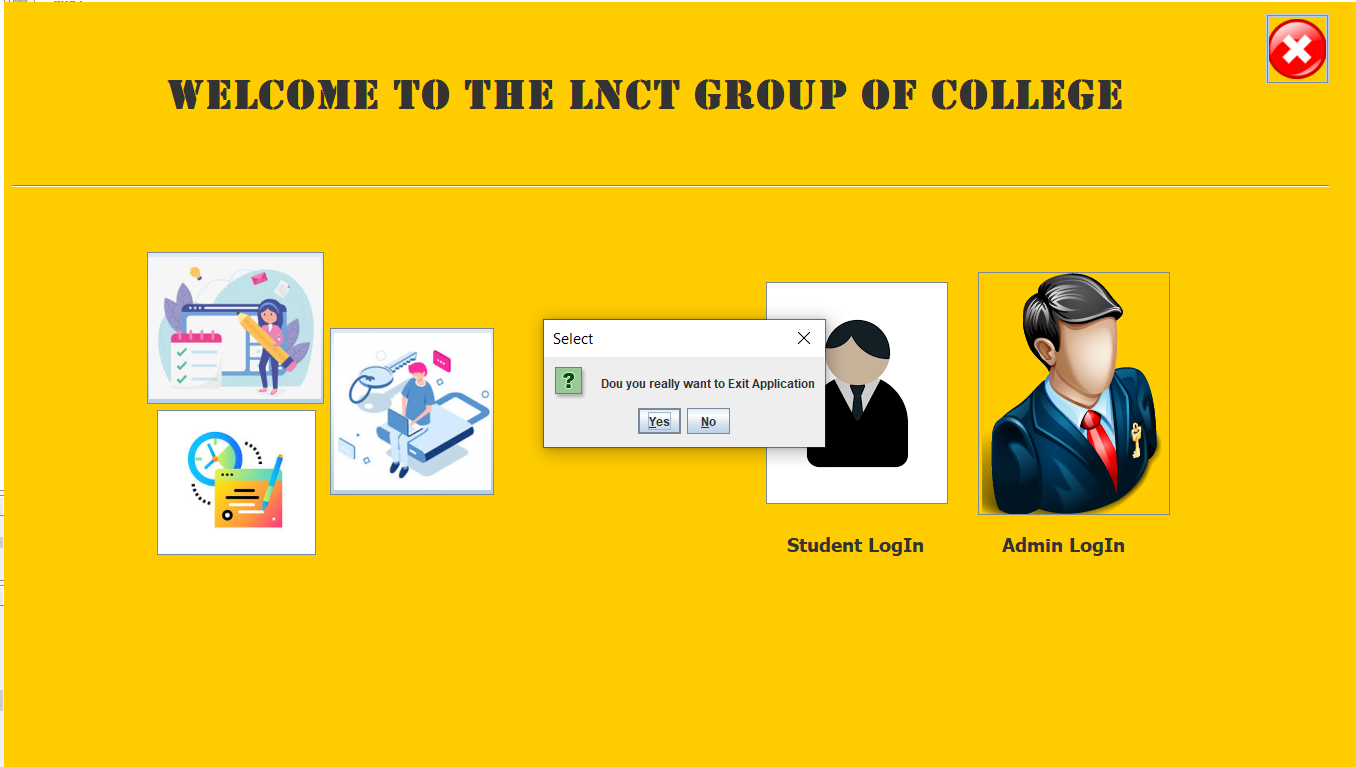 WELCOME TO THE LNCT GROUP OF COLLEGE
Select
?
Dou you really want to Exit Application
Yes No
Student LogIn Admin LogIn